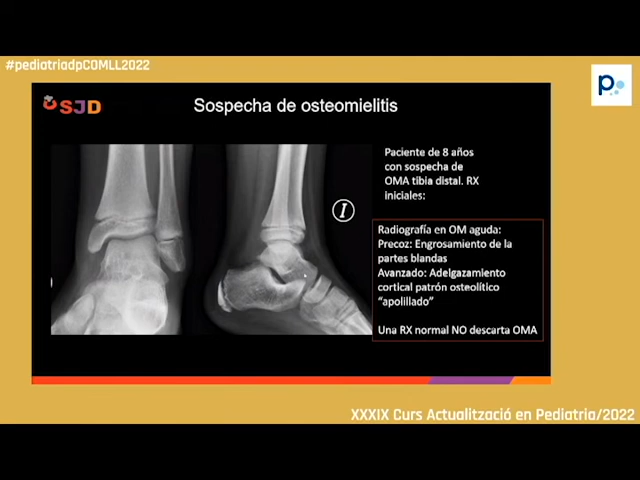 #pediatriadpCOMLL2022
p
SJD
Sospecha de osteomielitis
Paciente de 8 años
con sospecha de
OMA tibia distal. RX
iniciales:
I
Radiografía en OM aguda:
Precoz: Engrosamiento de la
partes blandas
Avanzado: Adelgazamiento
cortical patrón osteolítico
“apolillado”
Una RX normal NO descarta OMA
XXXIX Curs Actualització en Pediatria/2022